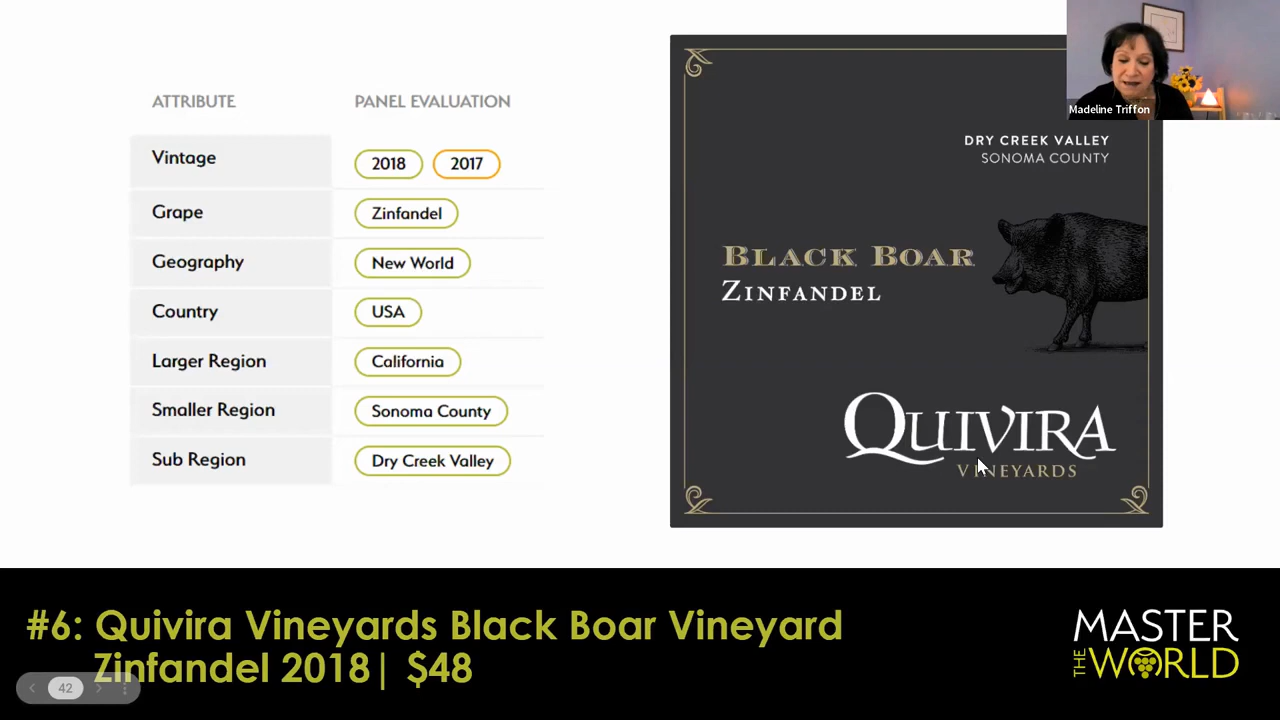 ATTRIBUTE PANEL EVALUATION
Vintage 2018 2017
Grape Zinfandel
Geography New World
Country USA
Larger Region California
Smaller Region Sonoma County
Sub Region Dry Creek Valley
Madeline Triffon
DRY CREEK VALLEY
SONOMA COUNTY
BLACK BOAR
ZINFANDEL
QUIVIRA
VINEYARDS
#6: Quivira Vineyards Black Boar Vineyard
Zinfandel 2018| $48
42
MASTER
THE WORLD